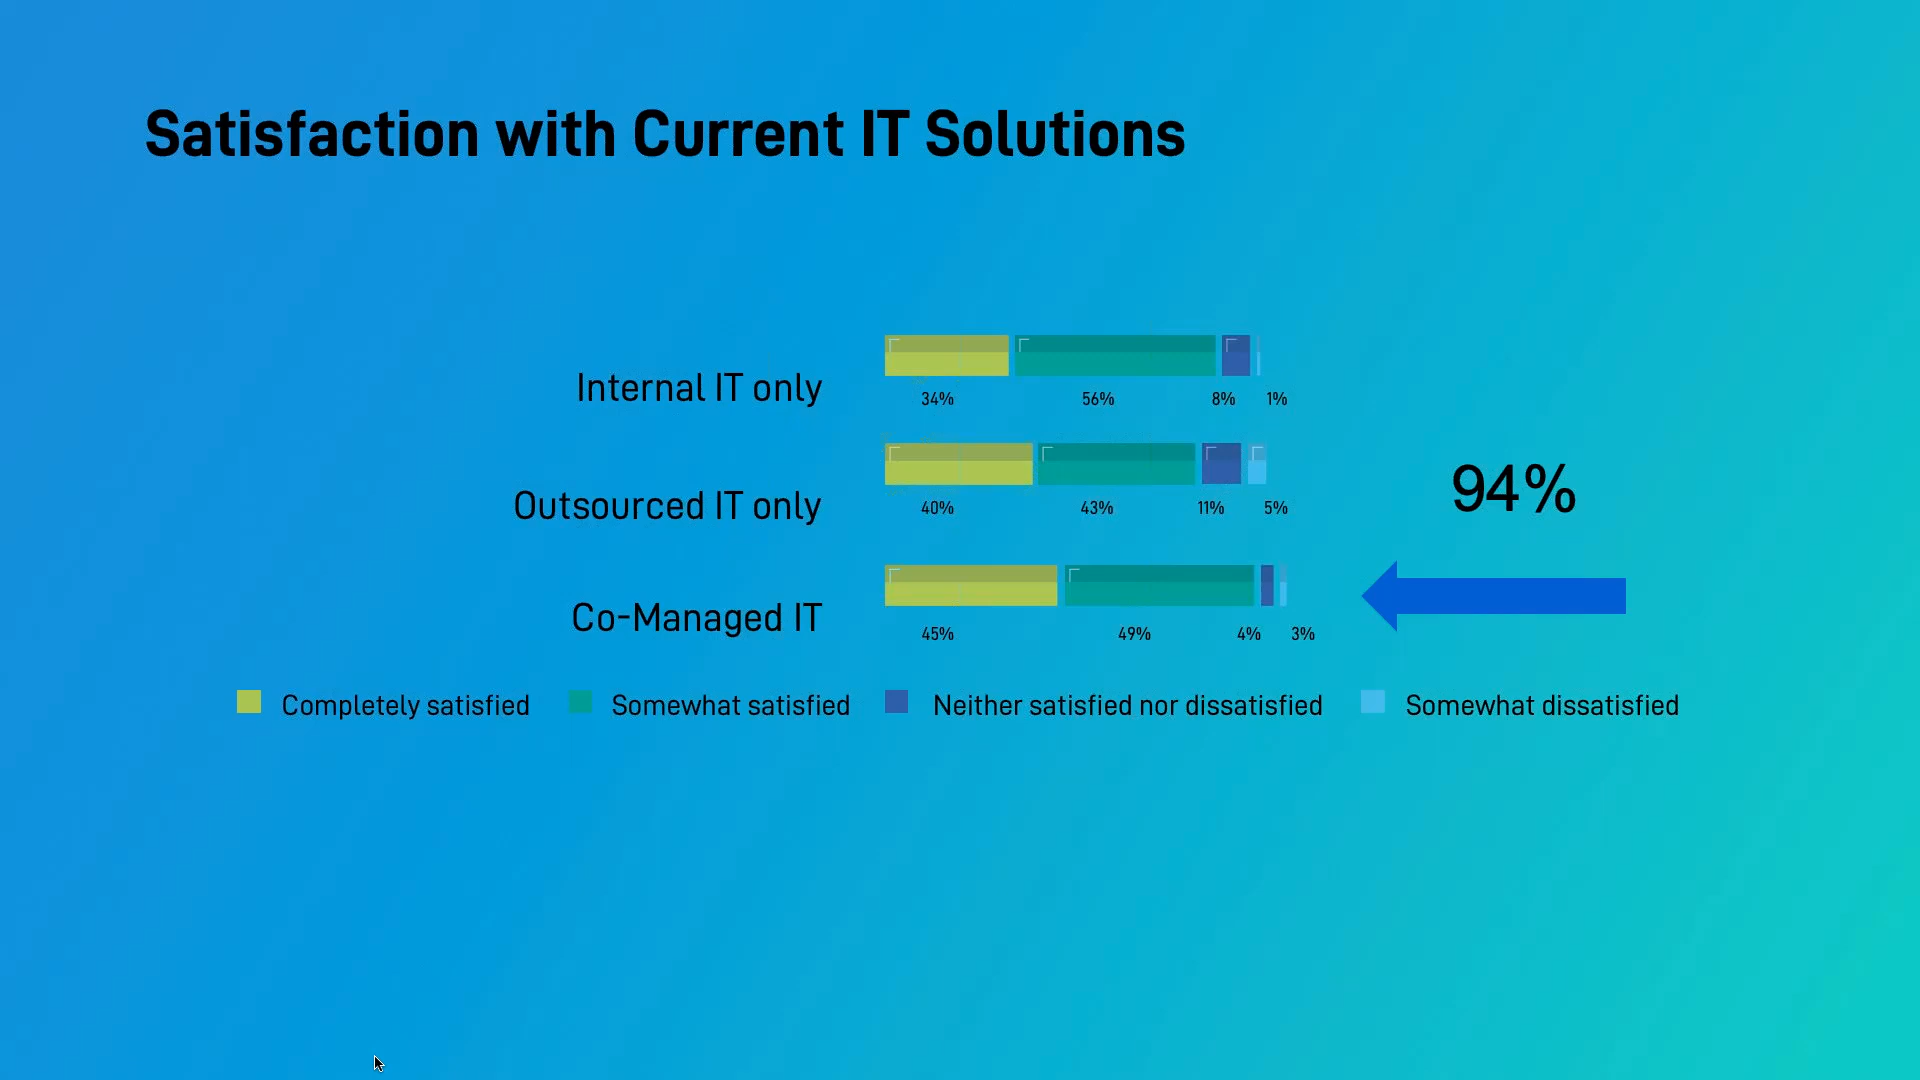 Satisfaction with Current IT Solutions
Internal IT only
34% 56% 8% 1%
Outsourced IT only
40% 43% 11% 5%
94%
Co-Managed IT
45% 49% 4% 3%
Completely satisfied Somewhat satisfied Neither satisfied nor dissatisfied Somewhat dissatisfied